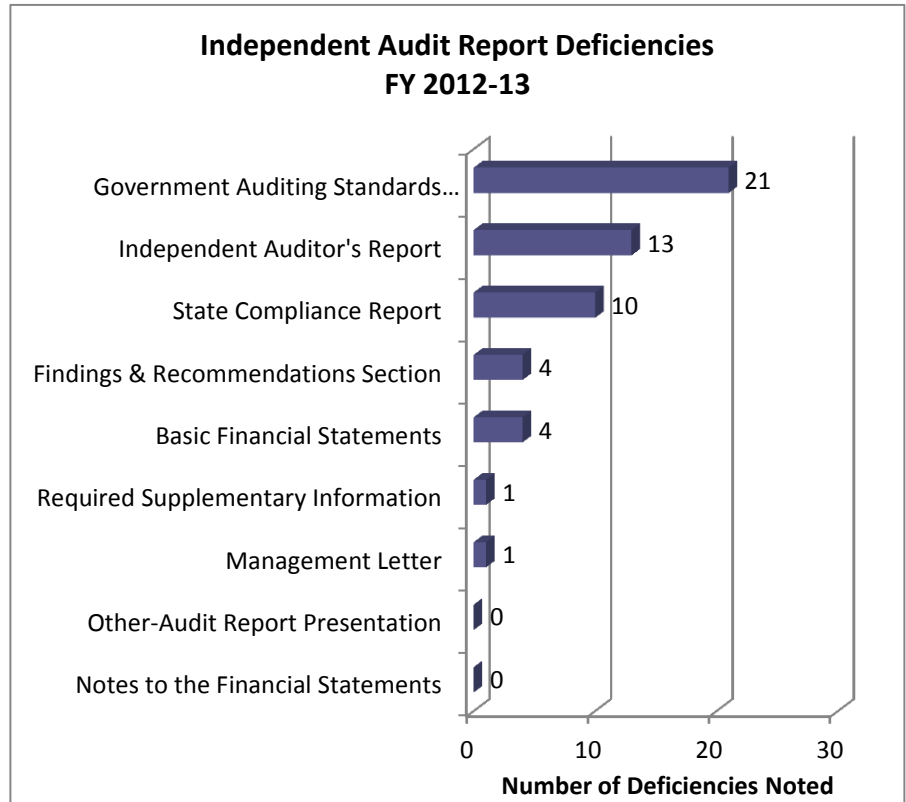 Independent Audit Report Deficiencies
FY 2012-13
Government Auditing Standards... 21
Independent Auditor's Report 13
State Compliance Report 10
Findings & Recommendations Section 4
Basic Financial Statements 4
Required Supplementary Information 1
Management Letter 1
Other-Audit Report Presentation 0
Notes to the Financial Statements 0
0 10 20 30
Number of Deficiencies Noted